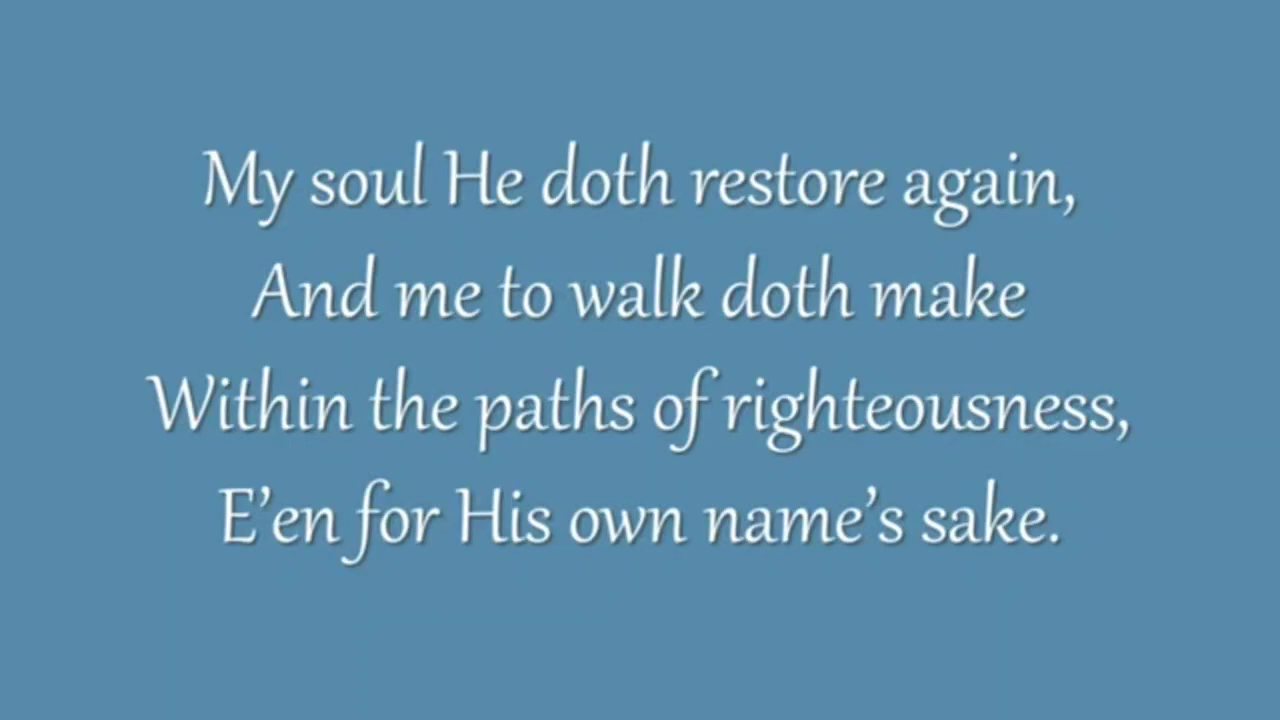 My soul He doth restore again,
And me to walk doth make
Within the paths of righteousness,
E’en for His own name’s sake.